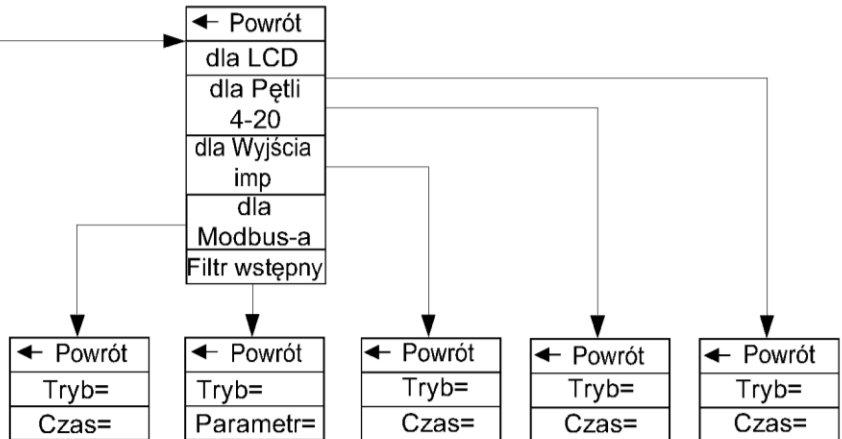 ← Powrót
dla LCD
dla Pętli
4-20
dla Wyjścia
imp
dla
Modbus-a
Filtr wstępny
← Powrót
Tryb=
Czas=
← Powrót
Tryb=
Parametr=
← Powrót
Tryb=
Czas=
← Powrót
Tryb=
Czas=
← Powrót
Tryb=
Czas=